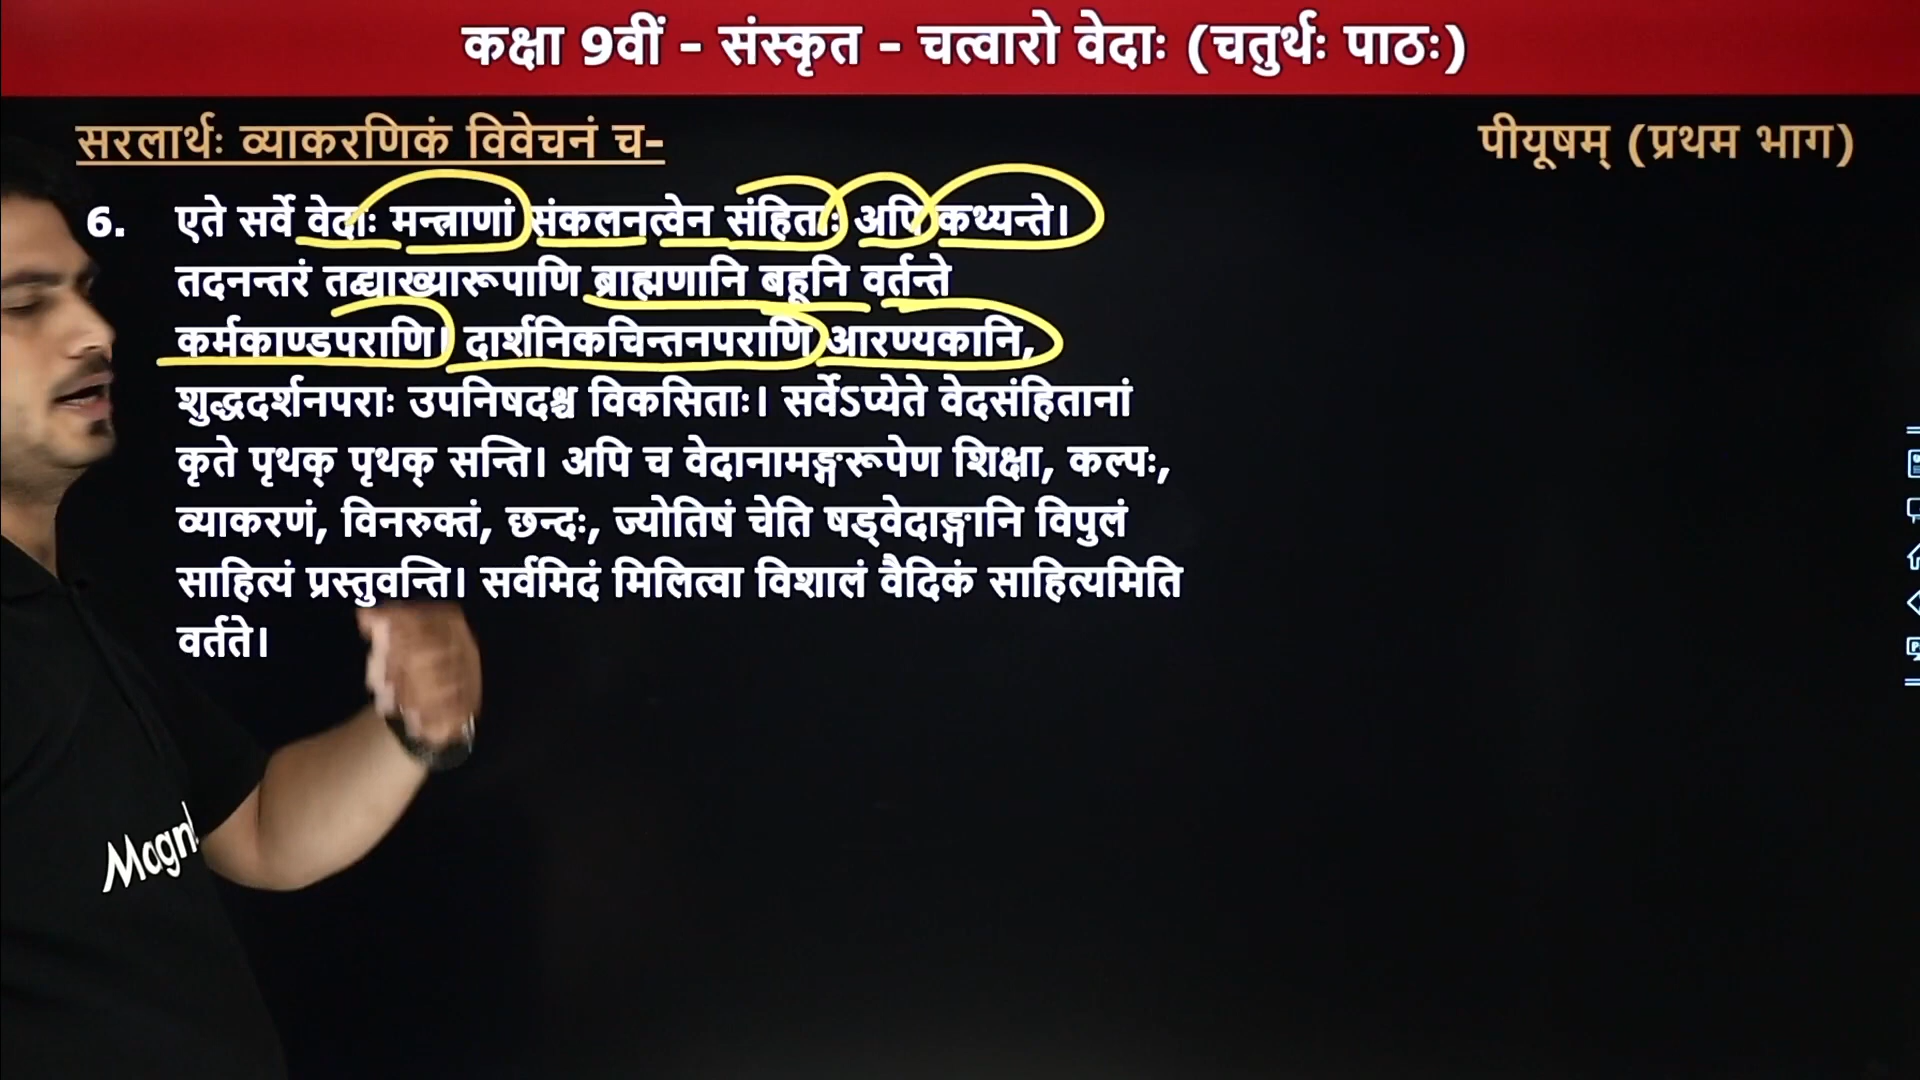 कक्षा 9वीं - संस्कृत - चत्वारो वेदाः (चतुर्थः पाठः)
सरलार्थः व्याकरणिकं विवेचनं च-
पीयूषम् (प्रथम भाग)
6. एते सर्वे वेदाः मन्त्राणां संकलनत्वेन संहिताः अपि कथ्यन्ते।
तदनन्तरं तद्व्याख्यारूपाणि ब्राह्मणानि बहूनि वर्तन्ते
कर्मकाण्डपराणि। दार्शनिकचिन्तनपराणि आरण्यकानि,
शुद्धदर्शनपराः उपनिषदश्च विकसिताः। सर्वेऽप्येते वेदसंहितानां
कृते पृथक् पृथक् सन्ति। अपि च वेदानामङ्गरूपेण शिक्षा, कल्पः,
व्याकरणं, विनरुक्तं, छन्दः, ज्योतिषं चेति षड्वेदाङ्गानि विपुलं
साहित्यं प्रस्तुवन्ति। सर्वमिदं मिलित्वा विशालं वैदिकं साहित्यमिति
वर्तते।